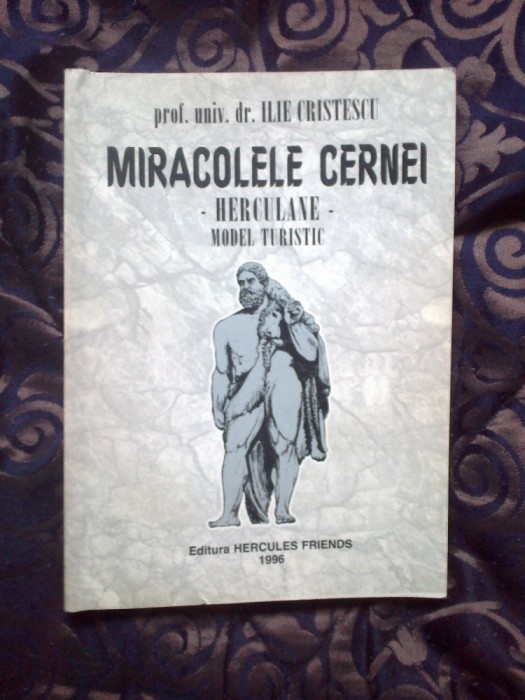 prof. univ. dr. ILIE CRISTESCU
MIRACOLELE CERNEI
- HERCULANE -
MODEL TURISTIC
Editura HERCULES FRIENDS
1996